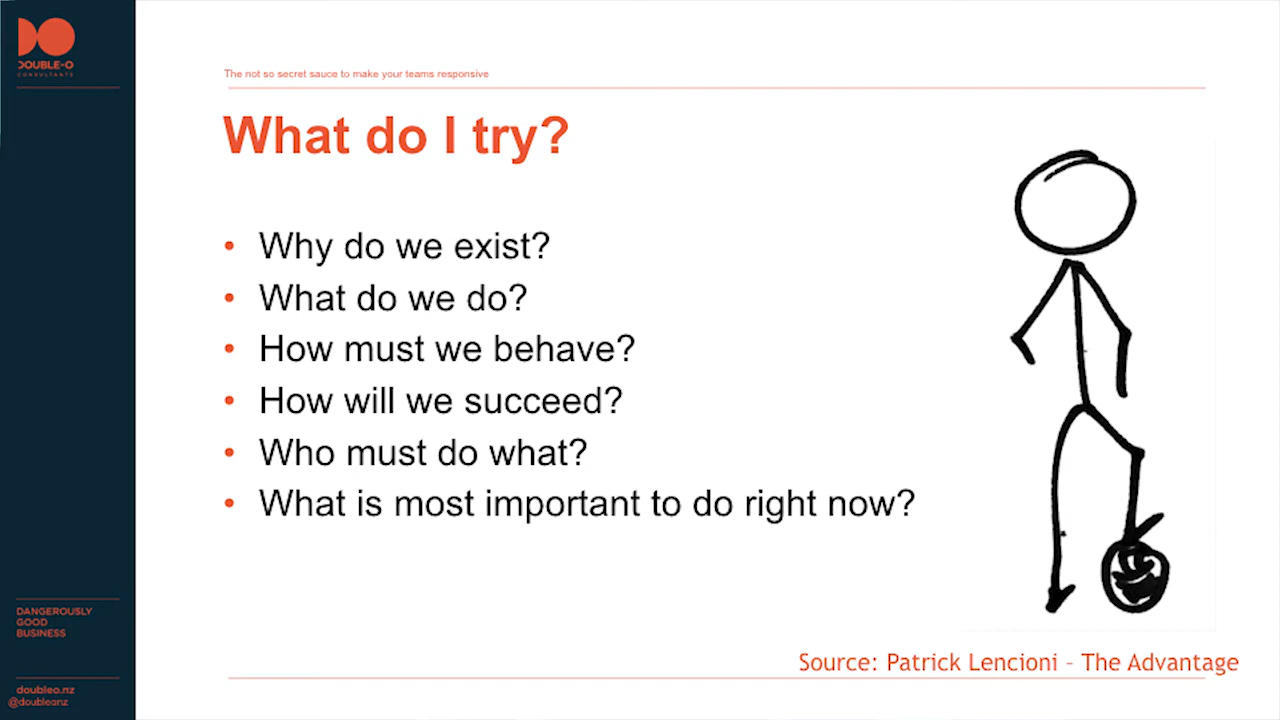 DOUBLE-O
CONSULTANTS
The not so secret sauce to make your teams responsive
What do I try?
• Why do we exist?
• What do we do?
• How must we behave?
• How will we succeed?
• Who must do what?
• What is most important to do right now?
Source: Patrick Lencioni – The Advantage
DANGEROUSLY
GOOD
BUSINESS
doubleo.nz
@doubleonz